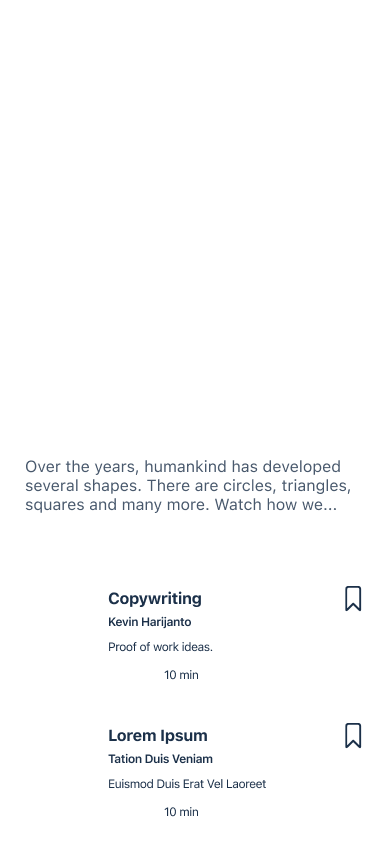 Over the years, humankind has developed
several shapes. There are circles, triangles,
squares and many more. Watch how we...
Copywriting
Kevin Harijanto
Proof of work ideas.
10 min
Lorem Ipsum
Tation Duis Veniam
Euismod Duis Erat Vel Laoreet
10 min